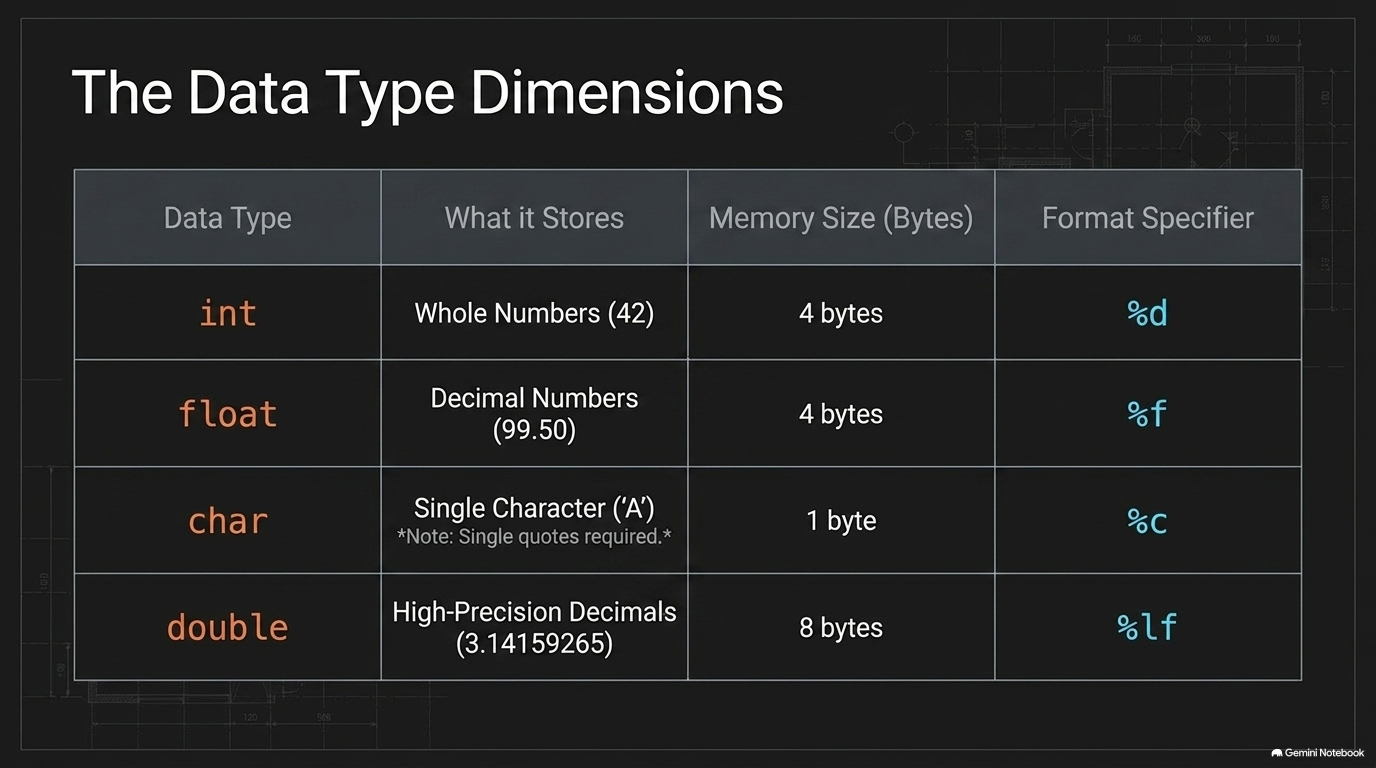 The Data Type Dimensions
Data Type
What it Stores
Memory Size (Bytes)
Format Specifier
int
Whole Numbers (42)
4 bytes
%d
float
Decimal Numbers
(99.50)
4 bytes
%f
char
Single Character (‘A’)
*Note: Single quotes required.*
1 byte
%c
double
High-Precision Decimals
(3.14159265)
8 bytes
%lf
120
Gemini Notebook